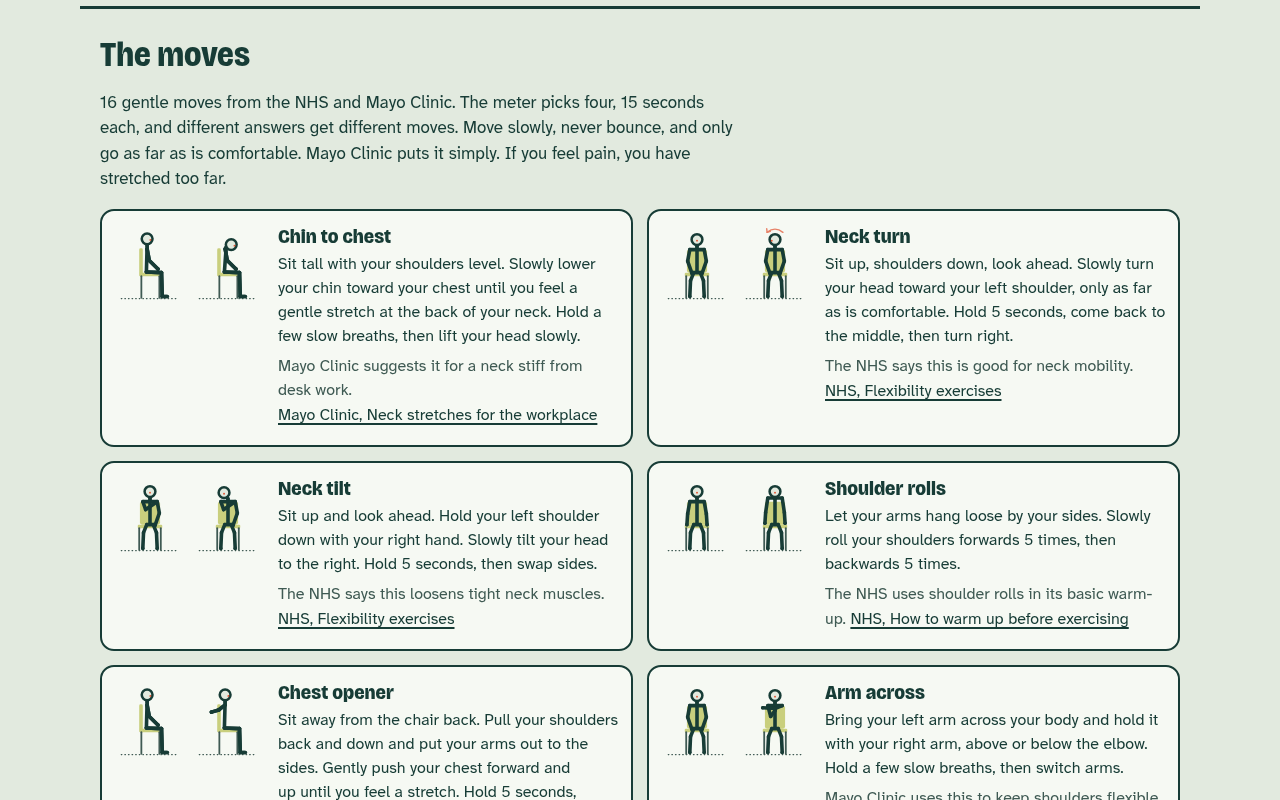 The moves
16 gentle moves from the NHS and Mayo Clinic. The meter picks four, 15 seconds
each, and different answers get different moves. Move slowly, never bounce, and only
go as far as is comfortable. Mayo Clinic puts it simply. If you feel pain, you have
stretched too far.
Chin to chest
Sit tall with your shoulders level. Slowly lower
your chin toward your chest until you feel a
gentle stretch at the back of your neck. Hold a
few slow breaths, then lift your head slowly.
Mayo Clinic suggests it for a neck stiff from
desk work.
Mayo Clinic, Neck stretches for the workplace
Neck turn
Sit up, shoulders down, look ahead. Slowly turn
your head toward your left shoulder, only as far
as is comfortable. Hold 5 seconds, come back to
the middle, then turn right.
The NHS says this is good for neck mobility.
NHS, Flexibility exercises
Neck tilt
Sit up and look ahead. Hold your left shoulder
down with your right hand. Slowly tilt your head
to the right. Hold 5 seconds, then swap sides.
The NHS says this loosens tight neck muscles.
NHS, Flexibility exercises
Shoulder rolls
Let your arms hang loose by your sides. Slowly
roll your shoulders forwards 5 times, then
backwards 5 times.
The NHS uses shoulder rolls in its basic warm-
up. NHS, How to warm up before exercising
Chest opener
Sit away from the chair back. Pull your shoulders
back and down and put your arms out to the
sides. Gently push your chest forward and
up until you feel a stretch. Hold 5 seconds,
Arm across
Bring your left arm across your body and hold it
with your right arm, above or below the elbow.
Hold a few slow breaths, then switch arms.
Mayo Clinic uses this to keep shoulders flexible